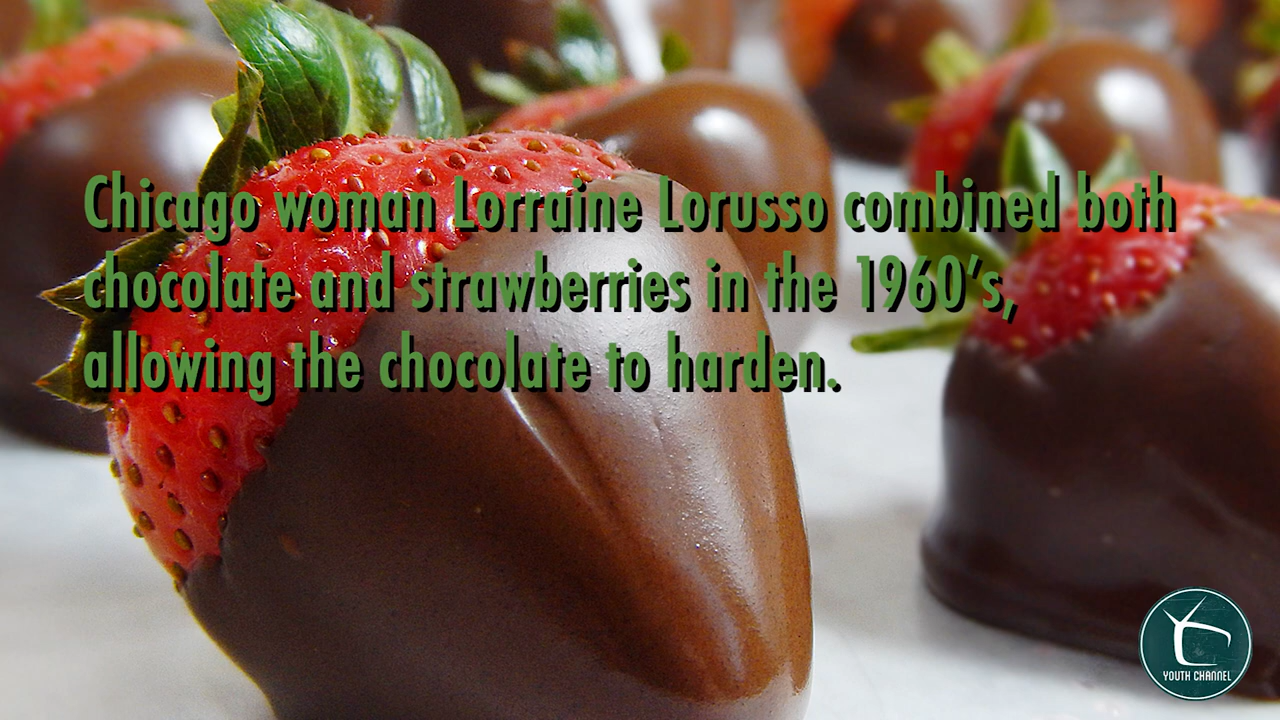 Chicago woman Lorraine Lorusso combined both
chocolate and strawberries in the 1960’s,
allowing the chocolate to harden.
YOUTH CHANNEL